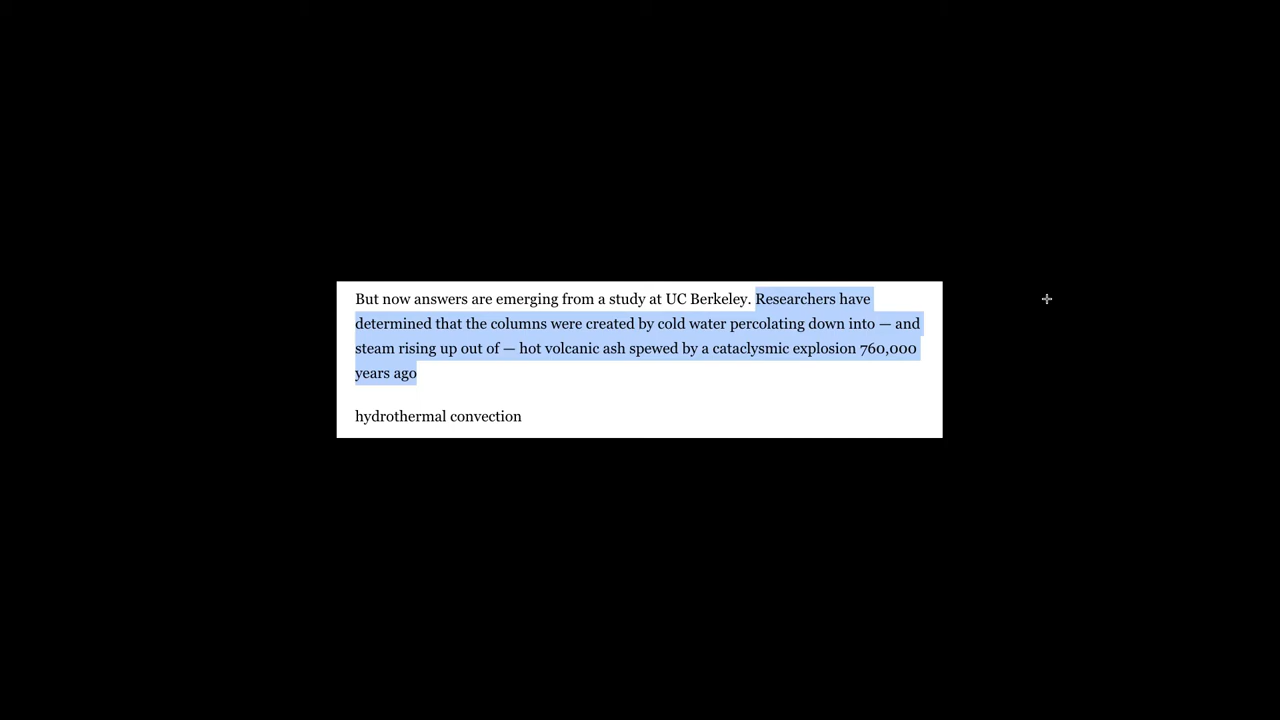 But now answers are emerging from a study at UC Berkeley. Researchers have
determined that the columns were created by cold water percolating down into — and
steam rising up out of — hot volcanic ash spewed by a cataclysmic explosion 760,000
years ago
hydrothermal convection